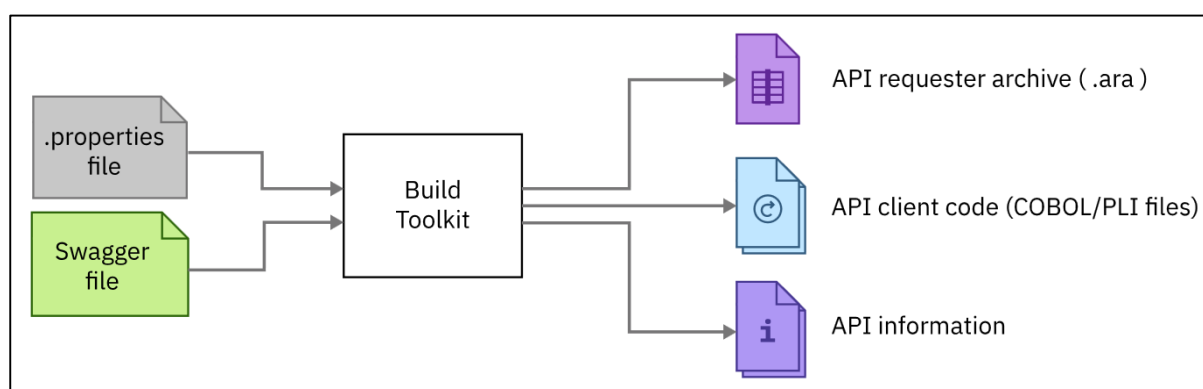 .properties
file
Swagger
file
Build
Toolkit
API requester archive ( .ara )
API client code (COBOL/PLI files)
i
API information